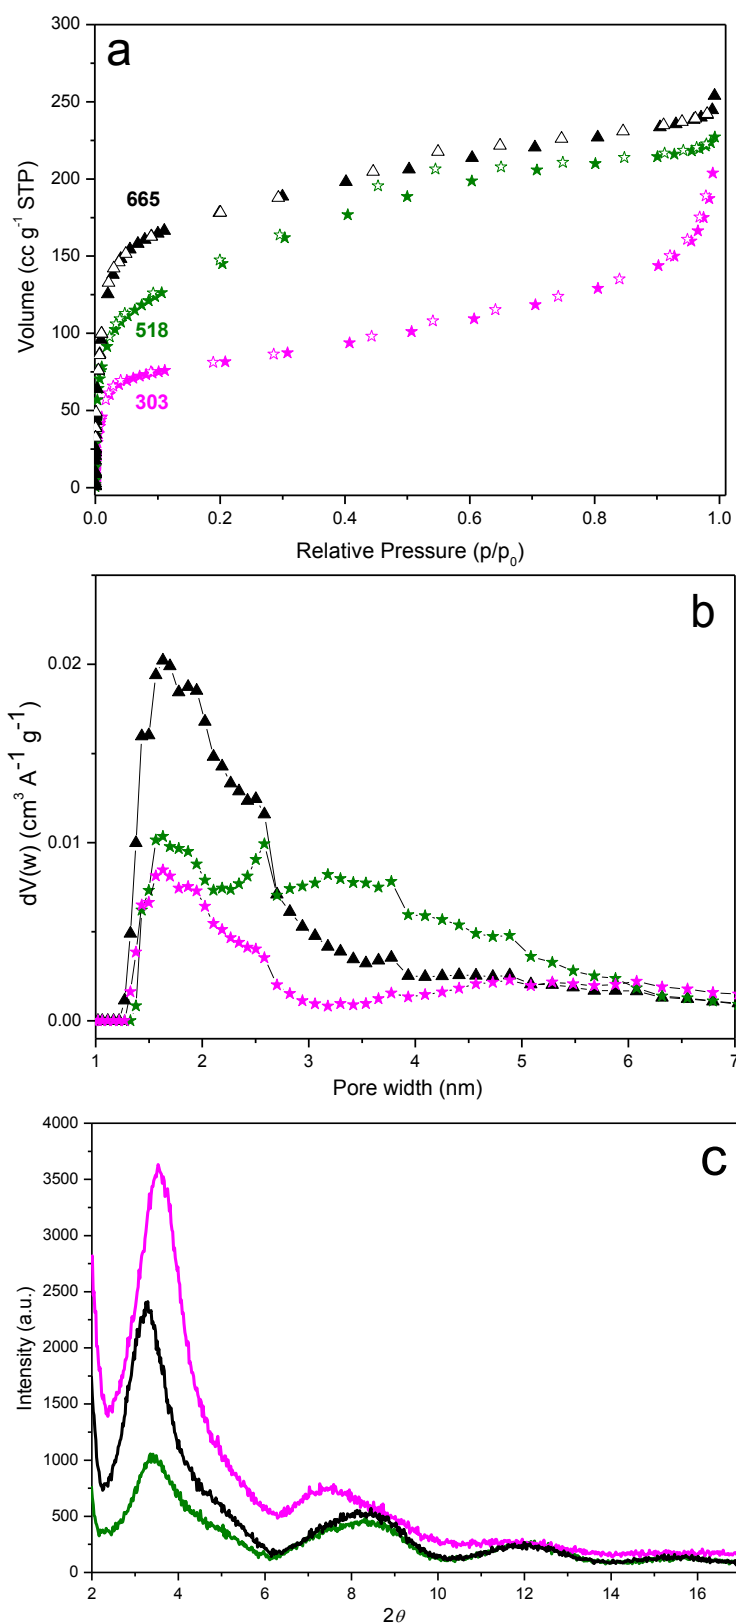 a
300
250
200
150
100
50
0
Volume (cc g⁻¹ STP)
665
518
303
0.0 0.2 0.4 0.6 0.8 1.0
Relative Pressure (p/p₀)
b
0.02
0.01
0.00
dV(w) (cm³ A⁻¹ g⁻¹)
1 2 3 4 5 6 7
Pore width (nm)
c
4000
3500
3000
2500
2000
1500
1000
500
0
Intensity (a.u.)
2 4 6 8 10 12 14 16
2θ